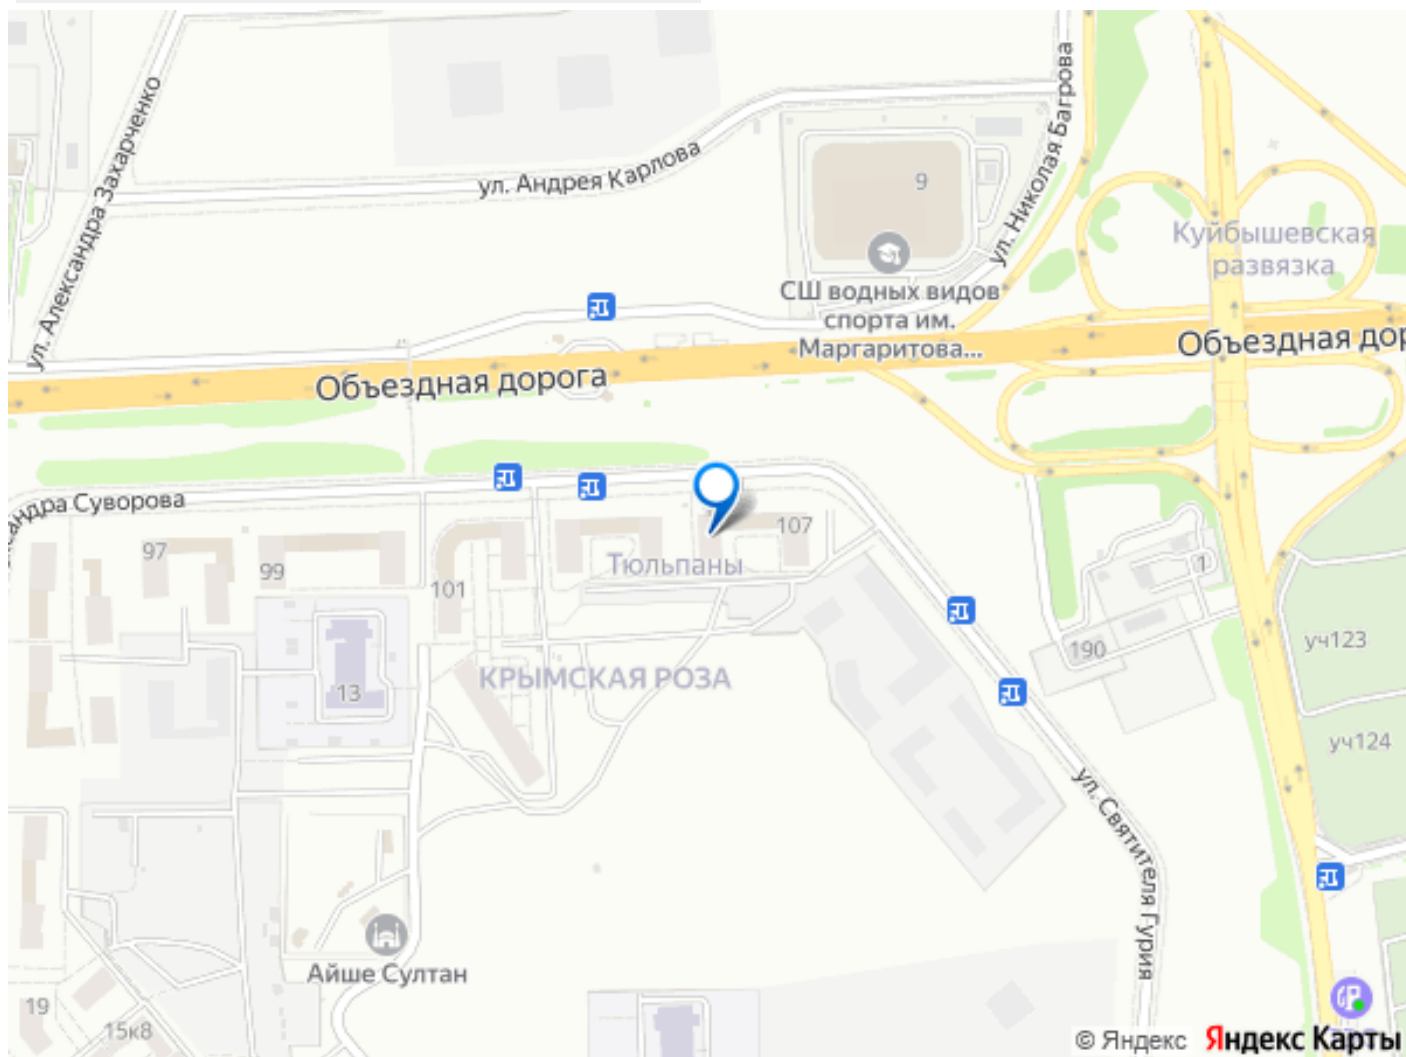 ул. Александра Захарченко
ул. Андрея Карлова
ул. Николая Багрова
9
Куйбышевская
развязка
СШ водных видов
спорта им.
Маргаритова...
Объездная дорога
Объездная дор
сандра Суворова
97
99
101
107
Тюльпаны
1
190
уч123
13
КРЫМСКАЯ РОЗА
уч124
ул. Святителя Гурия
Айше Султан
19
15к8
© Яндекс
Яндекс Карты